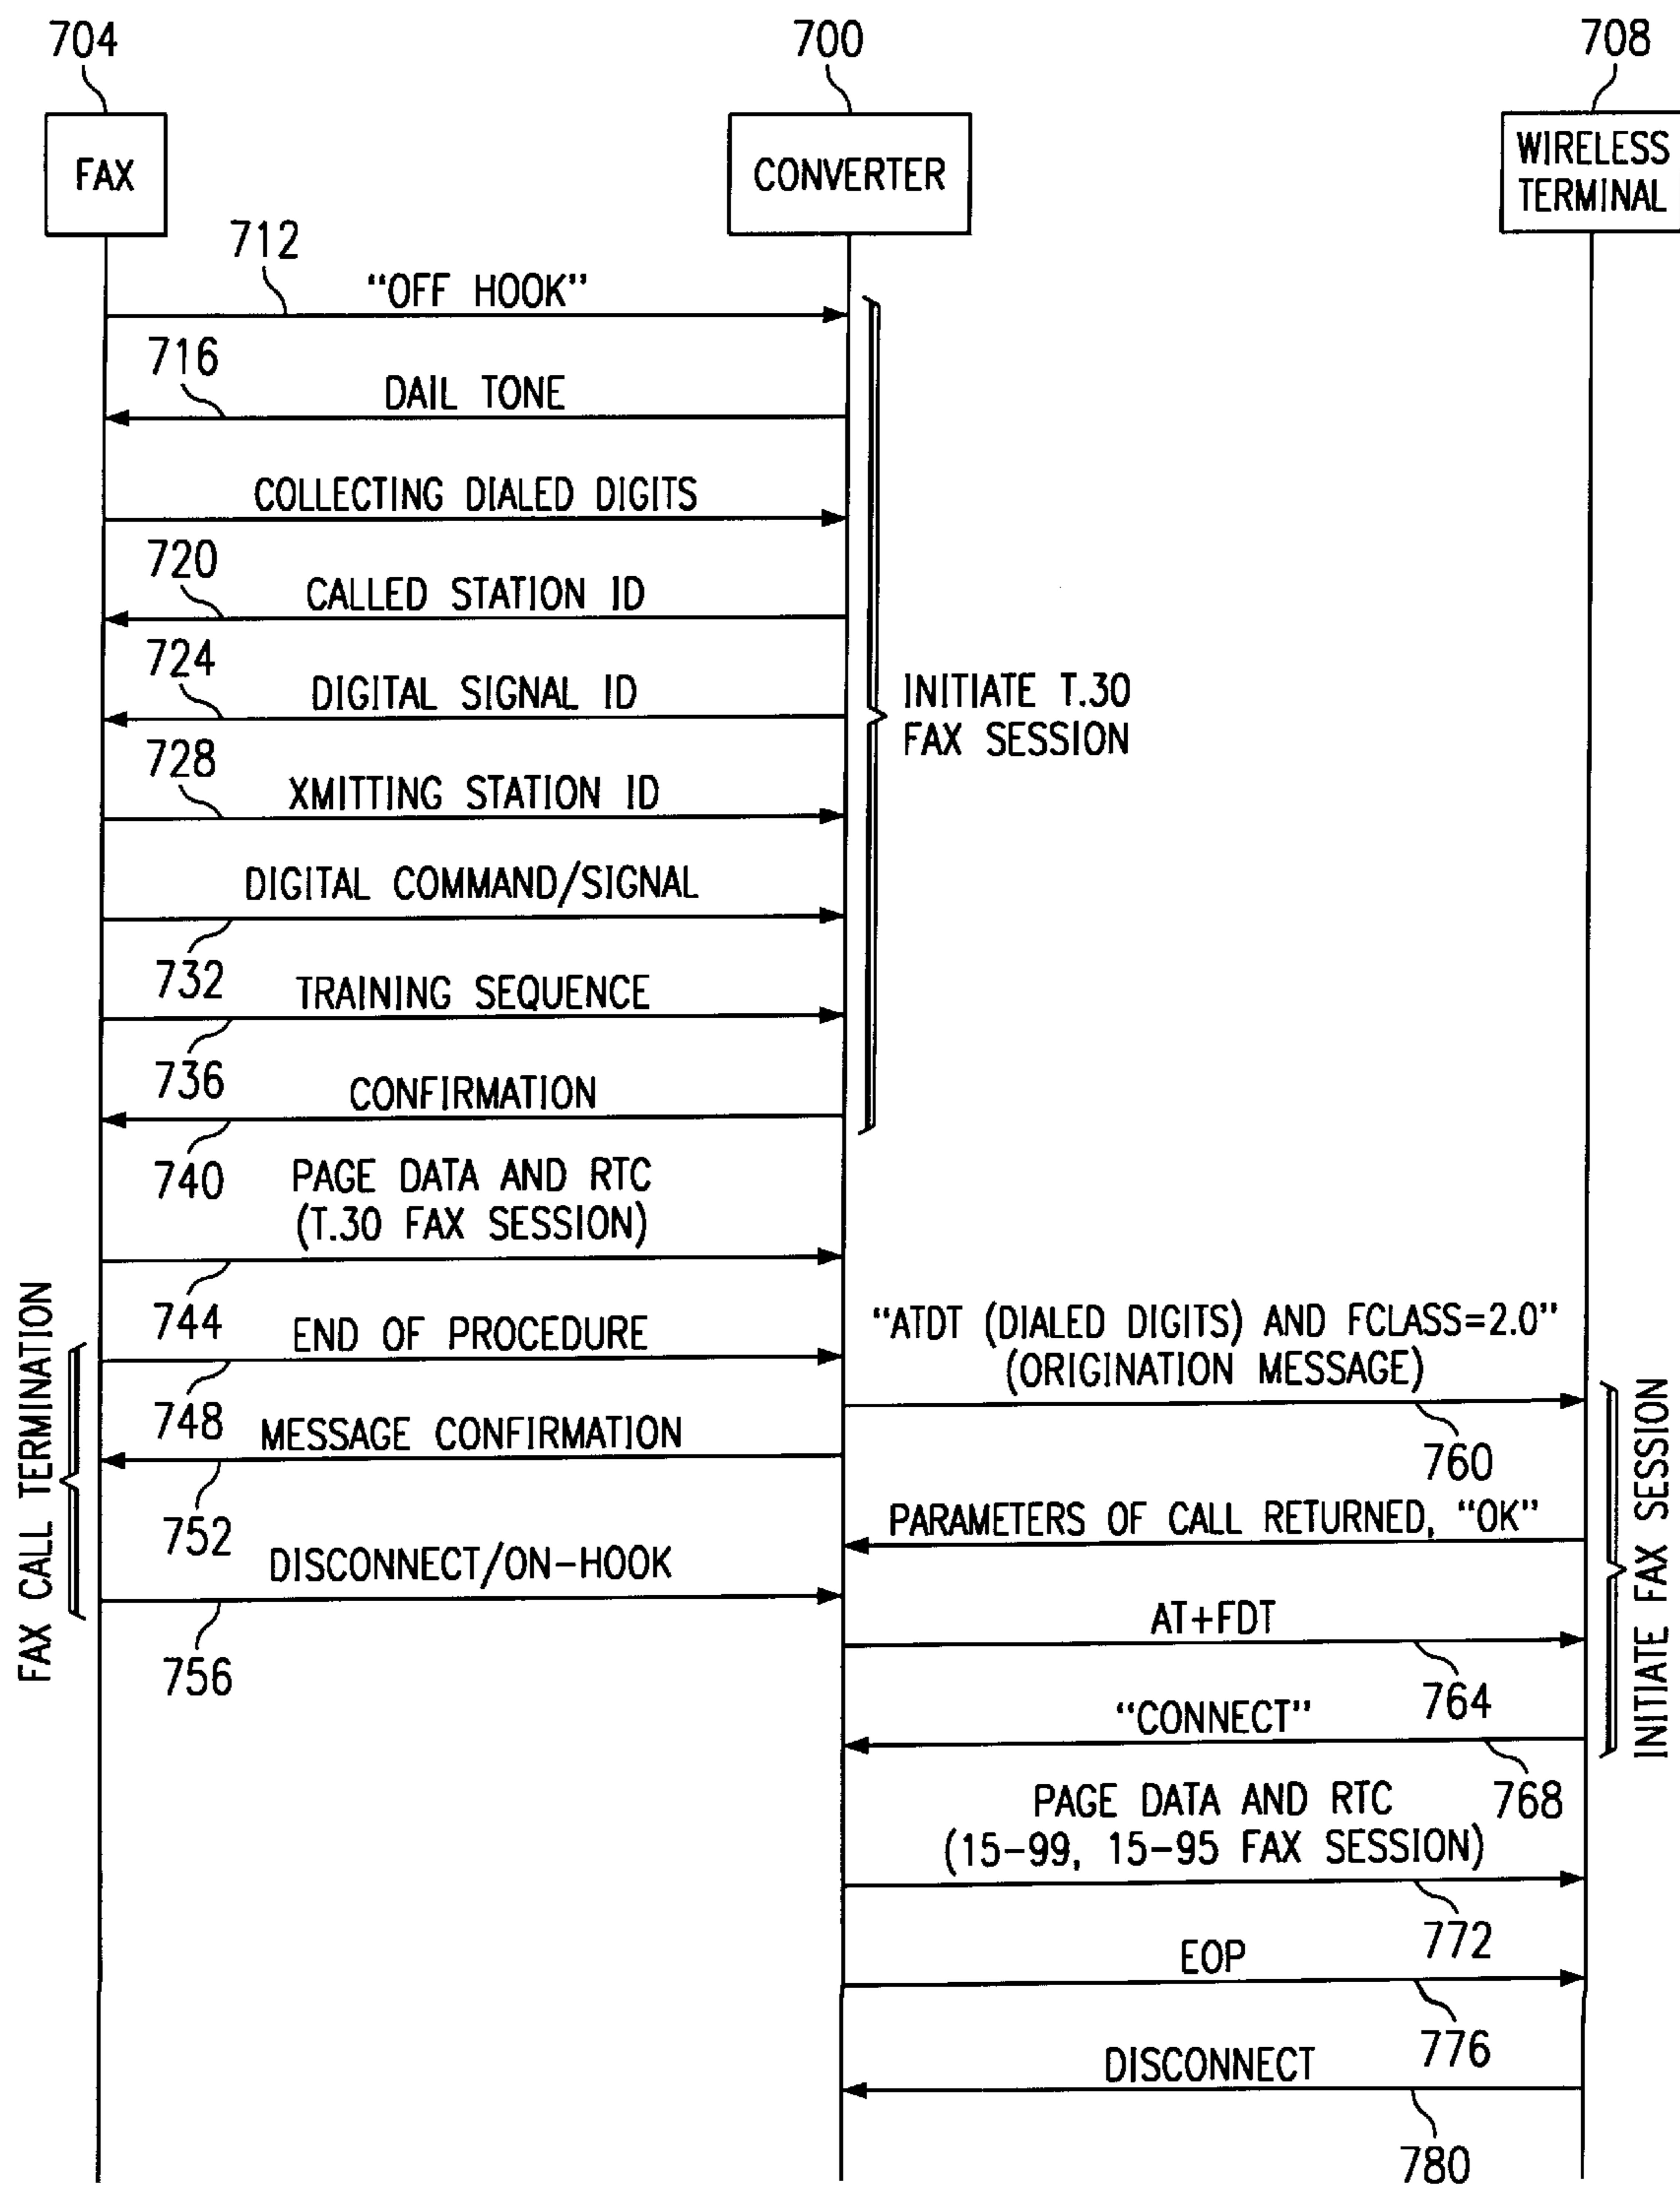 704
700
708
FAX
CONVERTER
WIRELESS
TERMINAL
712
"OFF HOOK"
716
DAIL TONE
COLLECTING DIALED DIGITS
720
CALLED STATION ID
724
DIGITAL SIGNAL ID
INITIATE T.30
FAX SESSION
728
XMITTING STATION ID
DIGITAL COMMAND/SIGNAL
732
TRAINING SEQUENCE
736
CONFIRMATION
740
PAGE DATA AND RTC
(T.30 FAX SESSION)
744
END OF PROCEDURE
"ATDT (DIALED DIGITS) AND FCLASS=2.0"
(ORIGINATION MESSAGE)
748
MESSAGE CONFIRMATION
760
752
PARAMETERS OF CALL RETURNED, "OK"
DISCONNECT/ON-HOOK
FAX CALL TERMINATION
756
AT+FDT
764
"CONNECT"
INITIATE FAX SESSION
768
PAGE DATA AND RTC
(15-99, 15-95 FAX SESSION)
772
EOP
776
DISCONNECT
780